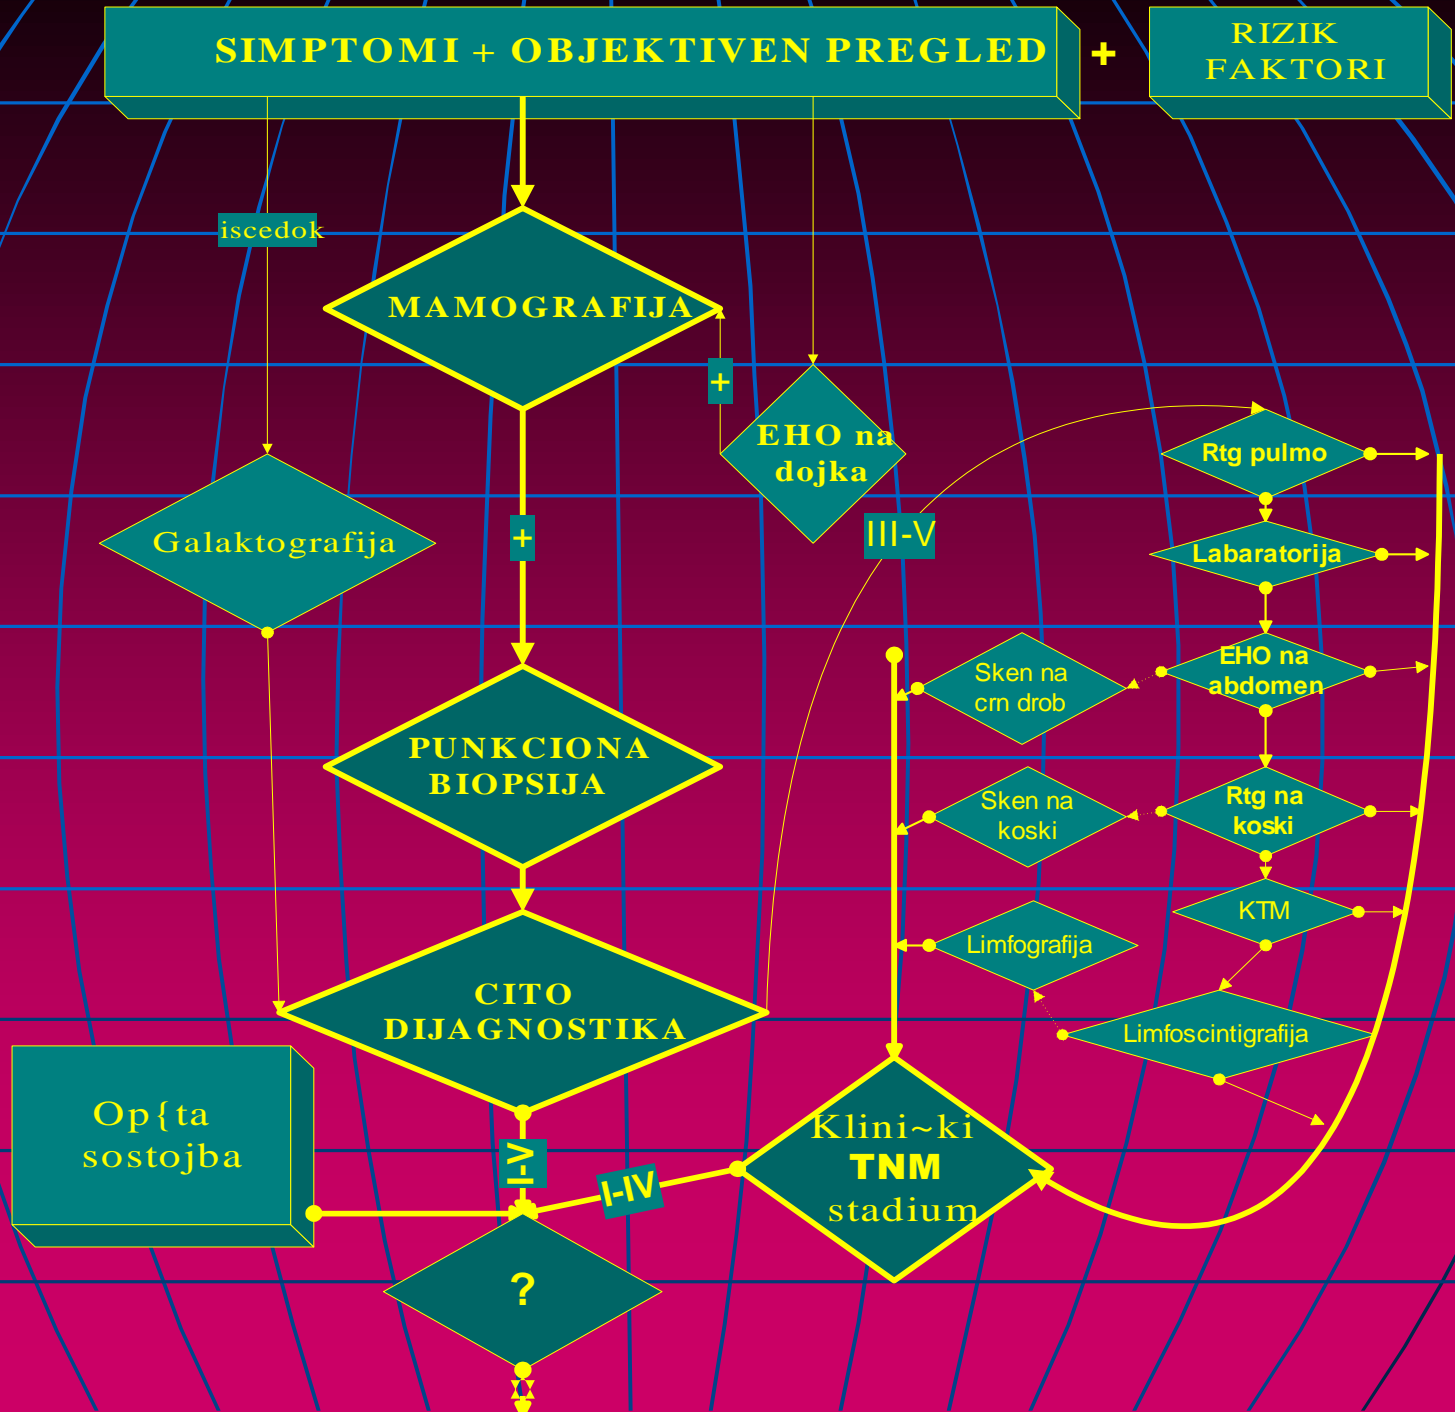 SIMPTOMI + OBJEKTIVEN PREGLED
+
RIZIK
FAKTORI
iscedok
MAMOGRAFIJA
+
EHO na
dojka
Rtg pulmo
Galaktografija
+
III-V
Labaratorija
Sken na
crn drob
EHO na
abdomen
PUNKCIONA
BIOPSIJA
Sken na
koski
Rtg na
koski
KTM
Limfografija
CITO
DIJAGNOSTIKA
Limfoscintigrafija
Op{ta
sostojba
I-V
I-IV
Klini~ki
TNM
stadium
?